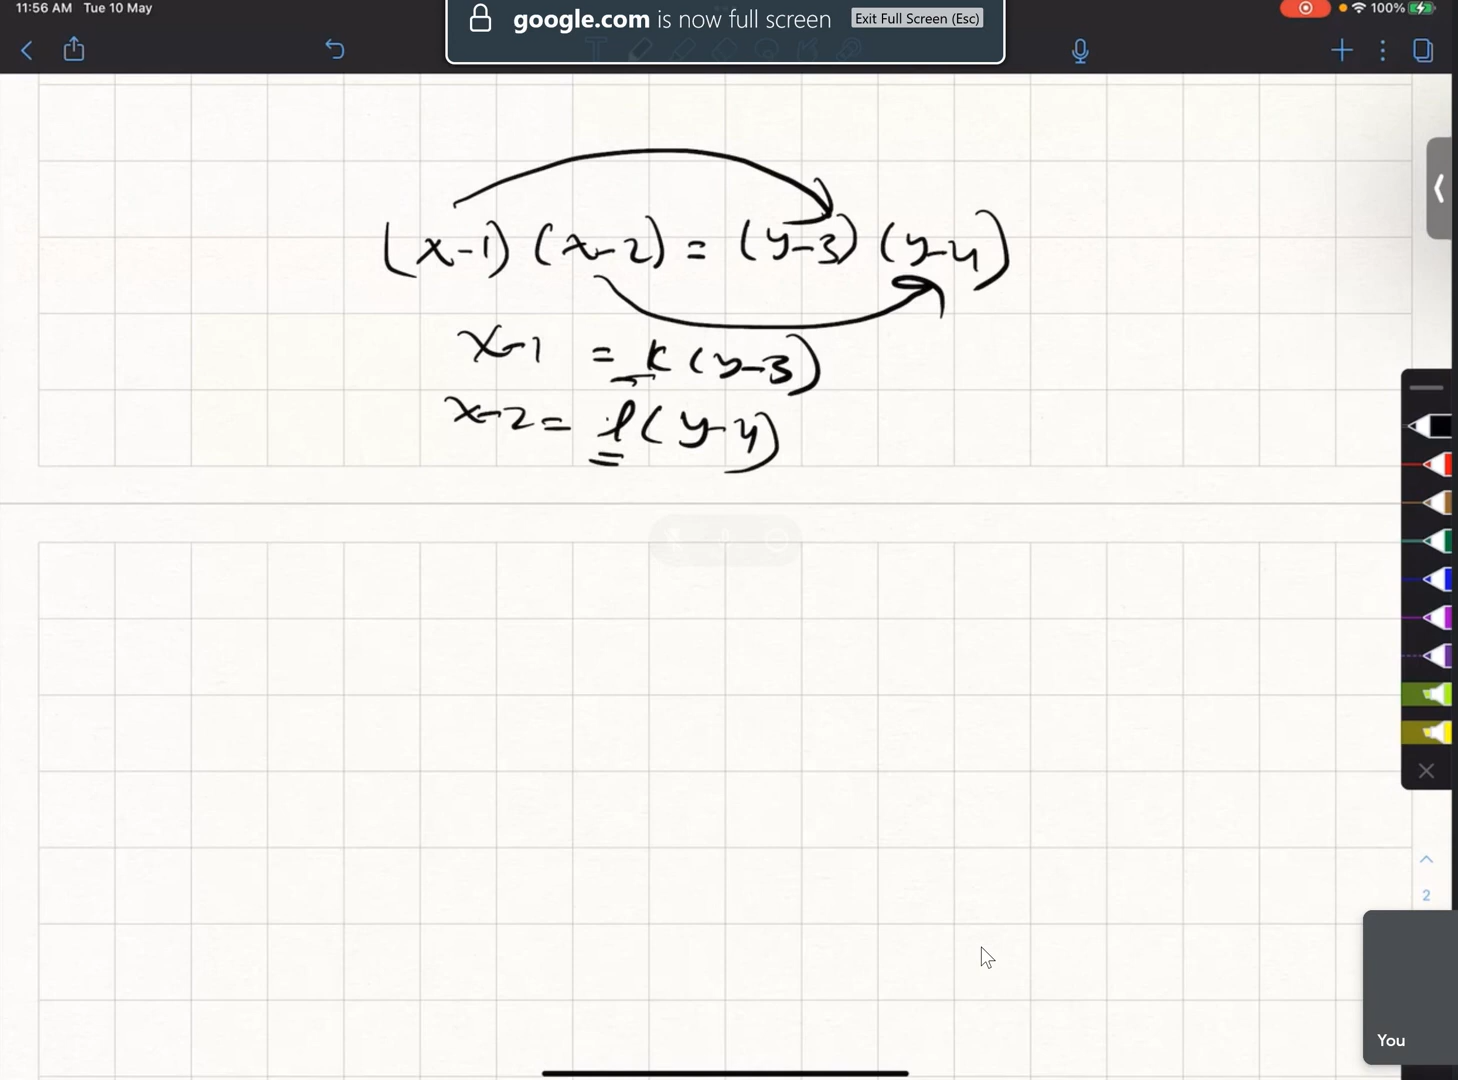 11:56 AM Tue 10 May
google.com is now full screen
Exit Full Screen (Esc)
100%
(x-1) (x-2) = (y-3) (y-4)
x-1 = k (y-3)
x-2 = l (y-4)
2
You